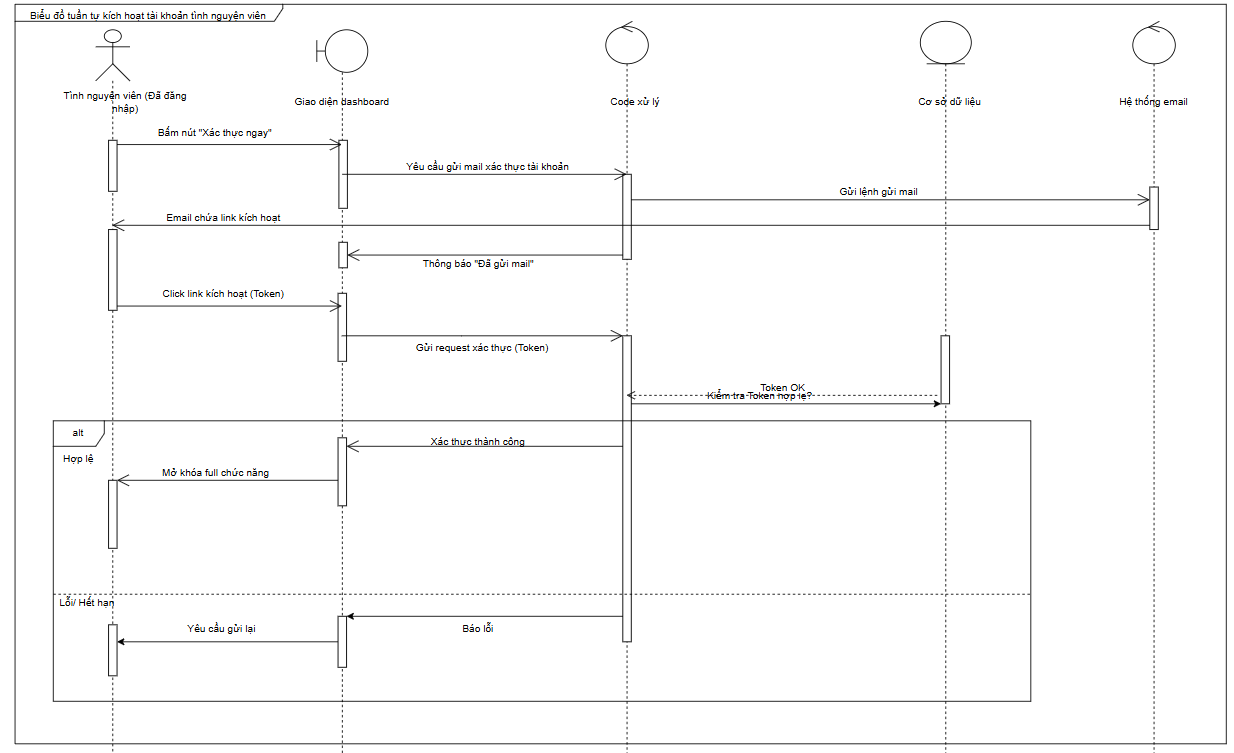 Biểu đồ tuần tự kích hoạt tài khoản tình nguyện viên
Tình nguyện viên (Đã đăng
nhập)
Giao diện dashboard
Code xử lý
Cơ sở dữ liệu
Hệ thống email
Bấm nút "Xác thực ngay"
Yêu cầu gửi mail xác thực tài khoản
Gửi lệnh gửi mail
Email chứa link kích hoạt
Thông báo "Đã gửi mail"
Click link kích hoạt (Token)
Gửi request xác thực (Token)
Token OK
Kiểm tra Token hợp lệ?
alt
Xác thực thành công
Hợp lệ
Mở khóa full chức năng
Lỗi/ Hết hạn
Yêu cầu gửi lại
Báo lỗi